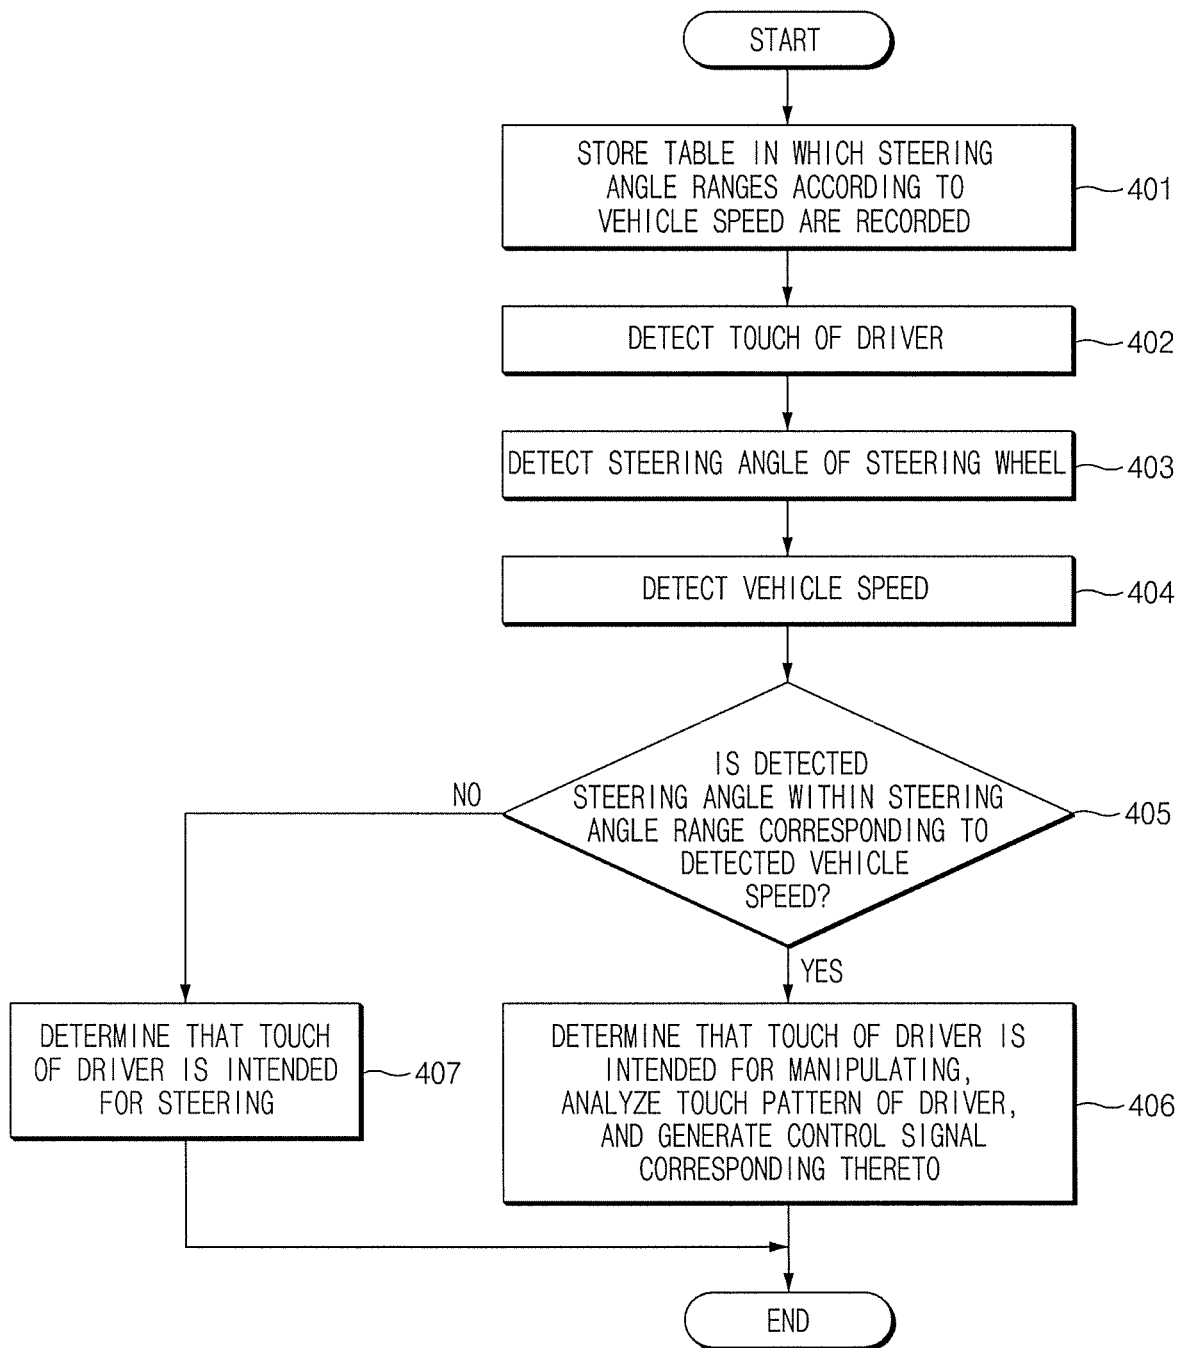 START
STORE TABLE IN WHICH STEERING
ANGLE RANGES ACCORDING TO
VEHICLE SPEED ARE RECORDED
401
DETECT TOUCH OF DRIVER
402
DETECT STEERING ANGLE OF STEERING WHEEL
403
DETECT VEHICLE SPEED
404
IS DETECTED
STEERING ANGLE WITHIN STEERING
ANGLE RANGE CORRESPONDING TO
DETECTED VEHICLE
SPEED?
405
NO
YES
DETERMINE THAT TOUCH
OF DRIVER IS INTENDED
FOR STEERING
407
DETERMINE THAT TOUCH OF DRIVER IS
INTENDED FOR MANIPULATING,
ANALYZE TOUCH PATTERN OF DRIVER,
AND GENERATE CONTROL SIGNAL
CORRESPONDING THERETO
406
END